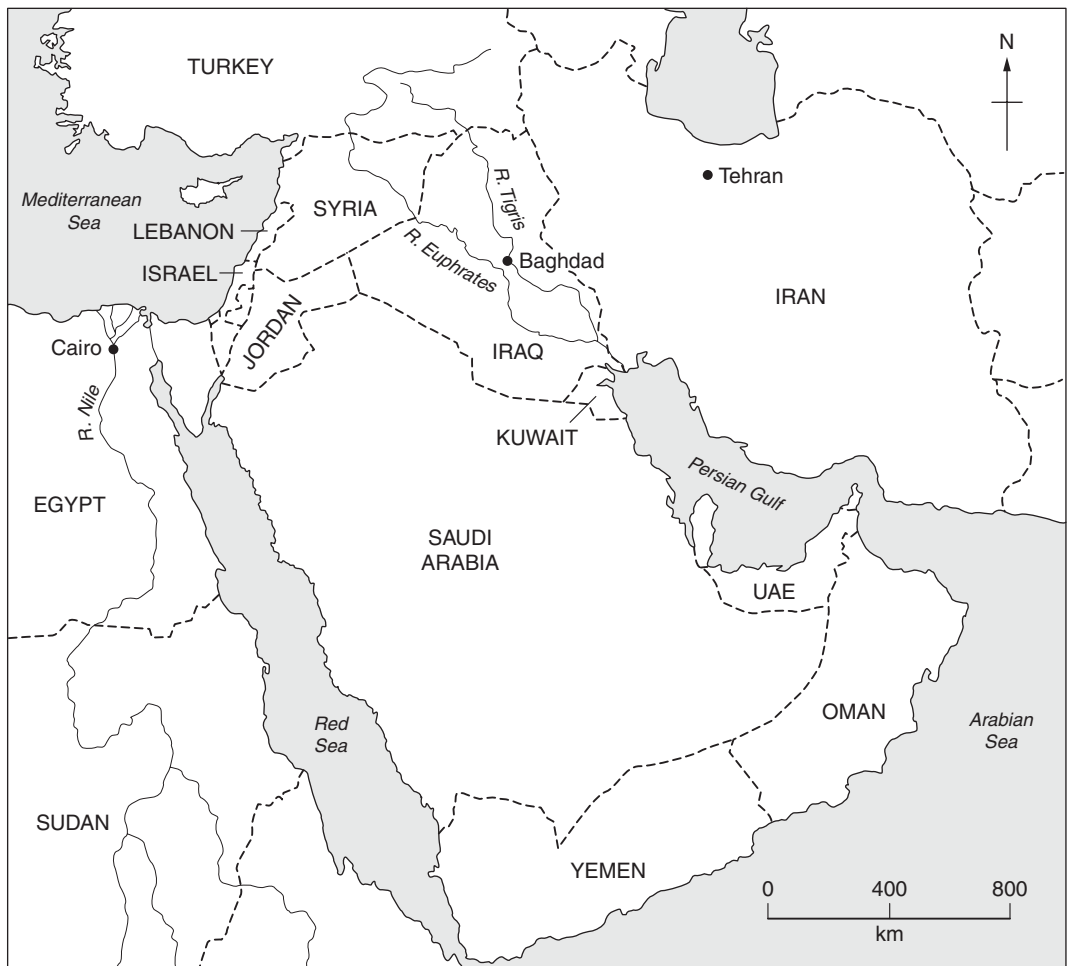 N
TURKEY
Tehran
R. Tigris
Mediterranean
Sea
SYRIA
LEBANON
R. Euphrates
Baghdad
ISRAEL
IRAN
JORDAN
Cairo
IRAQ
R. Nile
KUWAIT
Persian Gulf
EGYPT
SAUDI
ARABIA
UAE
Red
Sea
OMAN
Arabian
Sea
SUDAN
YEMEN
0 400 800
km